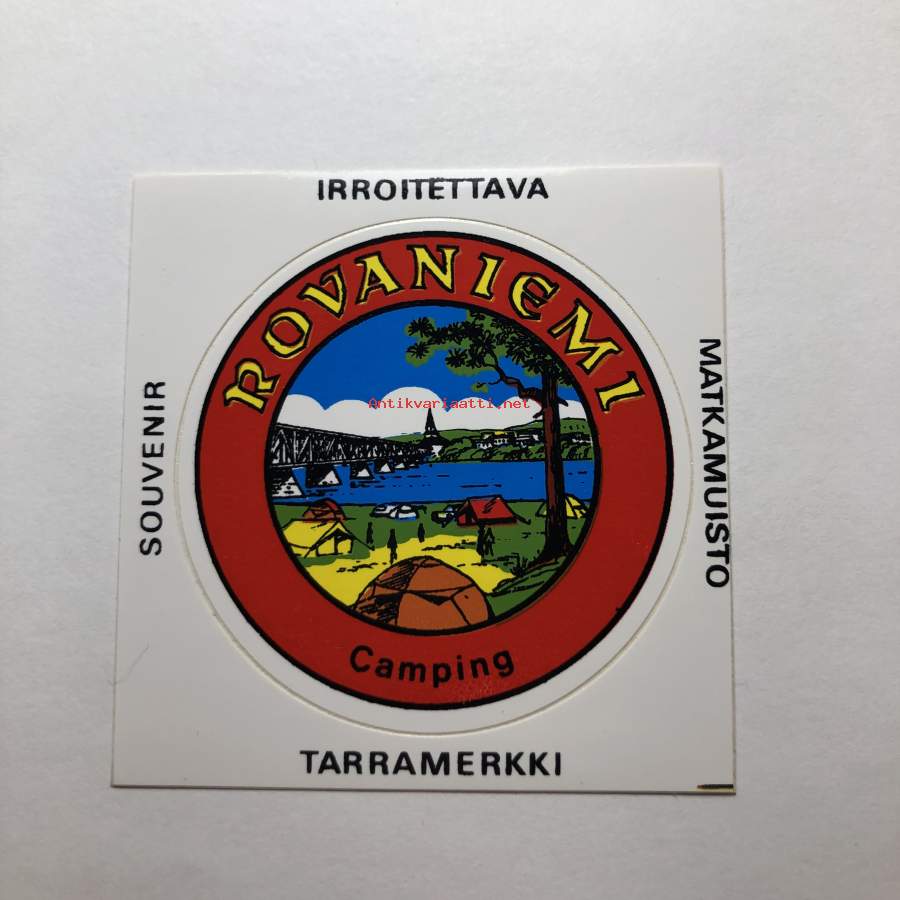 IRROITETTAVA
ROVANIEMI
Antikvariaatti.net
SOUVENIR
MATKAMUISTO
Camping
TARRAMERKKI